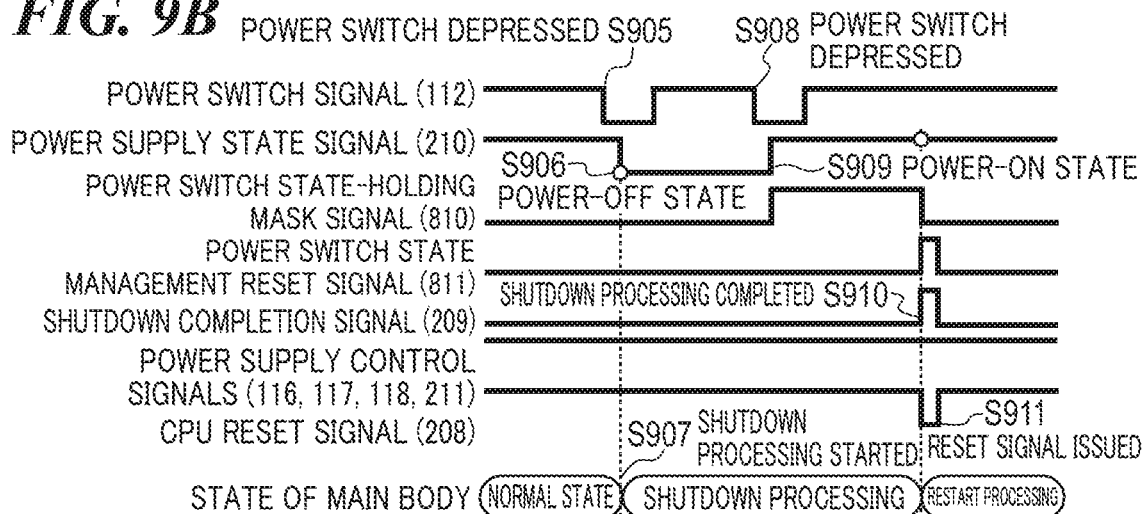 FIG. 9B
POWER SWITCH DEPRESSED S905
S908 POWER SWITCH
DEPRESSED
POWER SWITCH SIGNAL (112)
POWER SUPPLY STATE SIGNAL (210)
S906
POWER-OFF STATE
S909 POWER-ON STATE
POWER SWITCH STATE-HOLDING
MASK SIGNAL (810)
POWER SWITCH STATE
MANAGEMENT RESET SIGNAL (811)
SHUTDOWN PROCESSING COMPLETED S910
SHUTDOWN COMPLETION SIGNAL (209)
POWER SUPPLY CONTROL
SIGNALS (116, 117, 118, 211)
CPU RESET SIGNAL (208)
S907 SHUTDOWN
PROCESSING STARTED
S911
RESET SIGNAL ISSUED
STATE OF MAIN BODY
NORMAL STATE
SHUTDOWN PROCESSING
RESTART PROCESSING